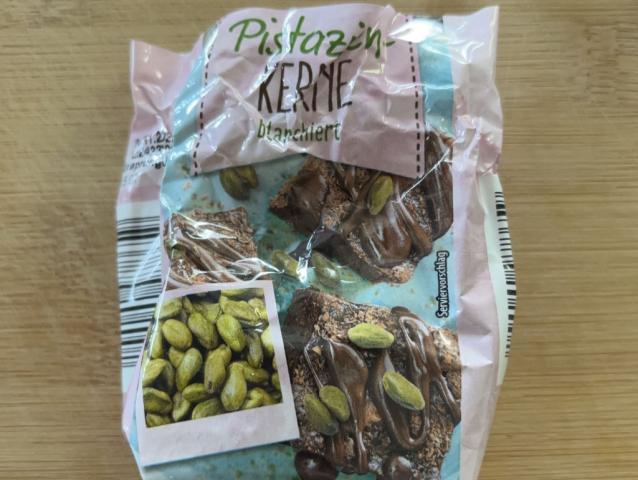 Pistazien
KERNE
blanchiert
Serviervorschlag